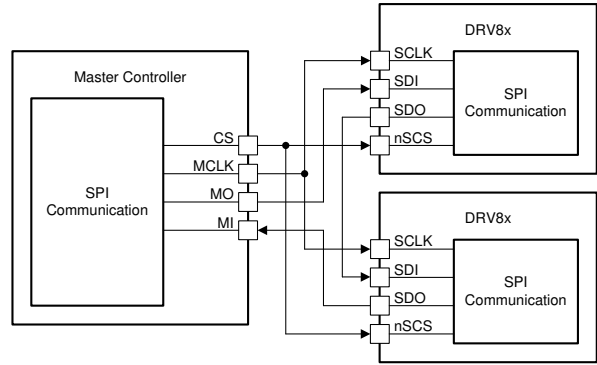 Master Controller
SPI
Communication
CS
MCLK
MO
MI
DRV8x
SCLK
SDI
SDO
nSCS
SPI
Communication
DRV8x
SCLK
SDI
SDO
nSCS
SPI
Communication